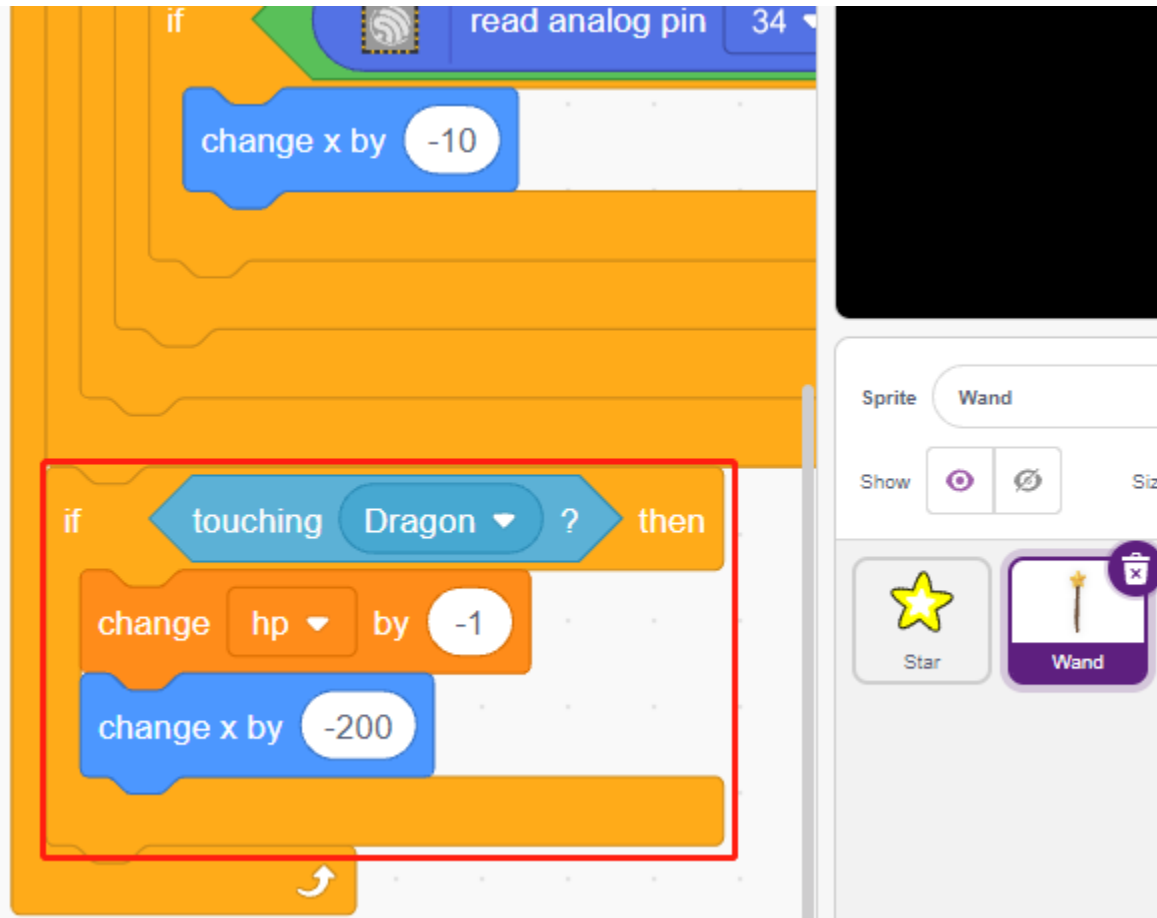 if read analog pin 34
change x by -10
Sprite Wand
Show Siz
if touching Dragon ? then
change hp by -1
change x by -200
Star Wand